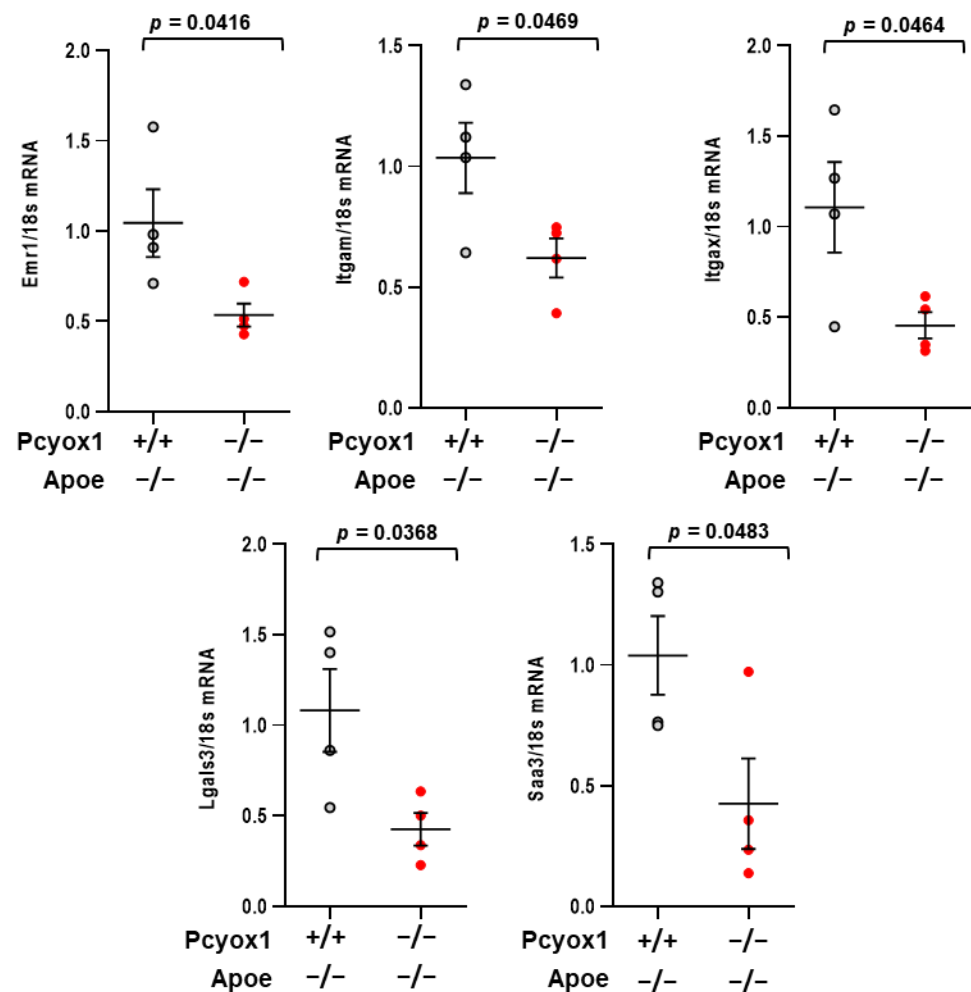 p = 0.0416
Emr1/18s mRNA
2.0
1.5
1.0
0.5
0.0
Pcyox1 +/+ −/−
Apoe −/− −/−
p = 0.0469
Itgam/18s mRNA
1.5
1.0
0.5
0.0
+/+ −/−
−/− −/−
p = 0.0464
Itgax/18s mRNA
2.0
1.5
1.0
0.5
0.0
Pcyox1 +/+ −/−
Apoe −/− −/−
p = 0.0368
Lgals3/18s mRNA
2.0
1.5
1.0
0.5
0.0
Pcyox1 +/+ −/−
Apoe −/− −/−
p = 0.0483
Saa3/18s mRNA
1.5
1.0
0.5
0.0
Pcyox1 +/+ −/−
Apoe −/− −/−